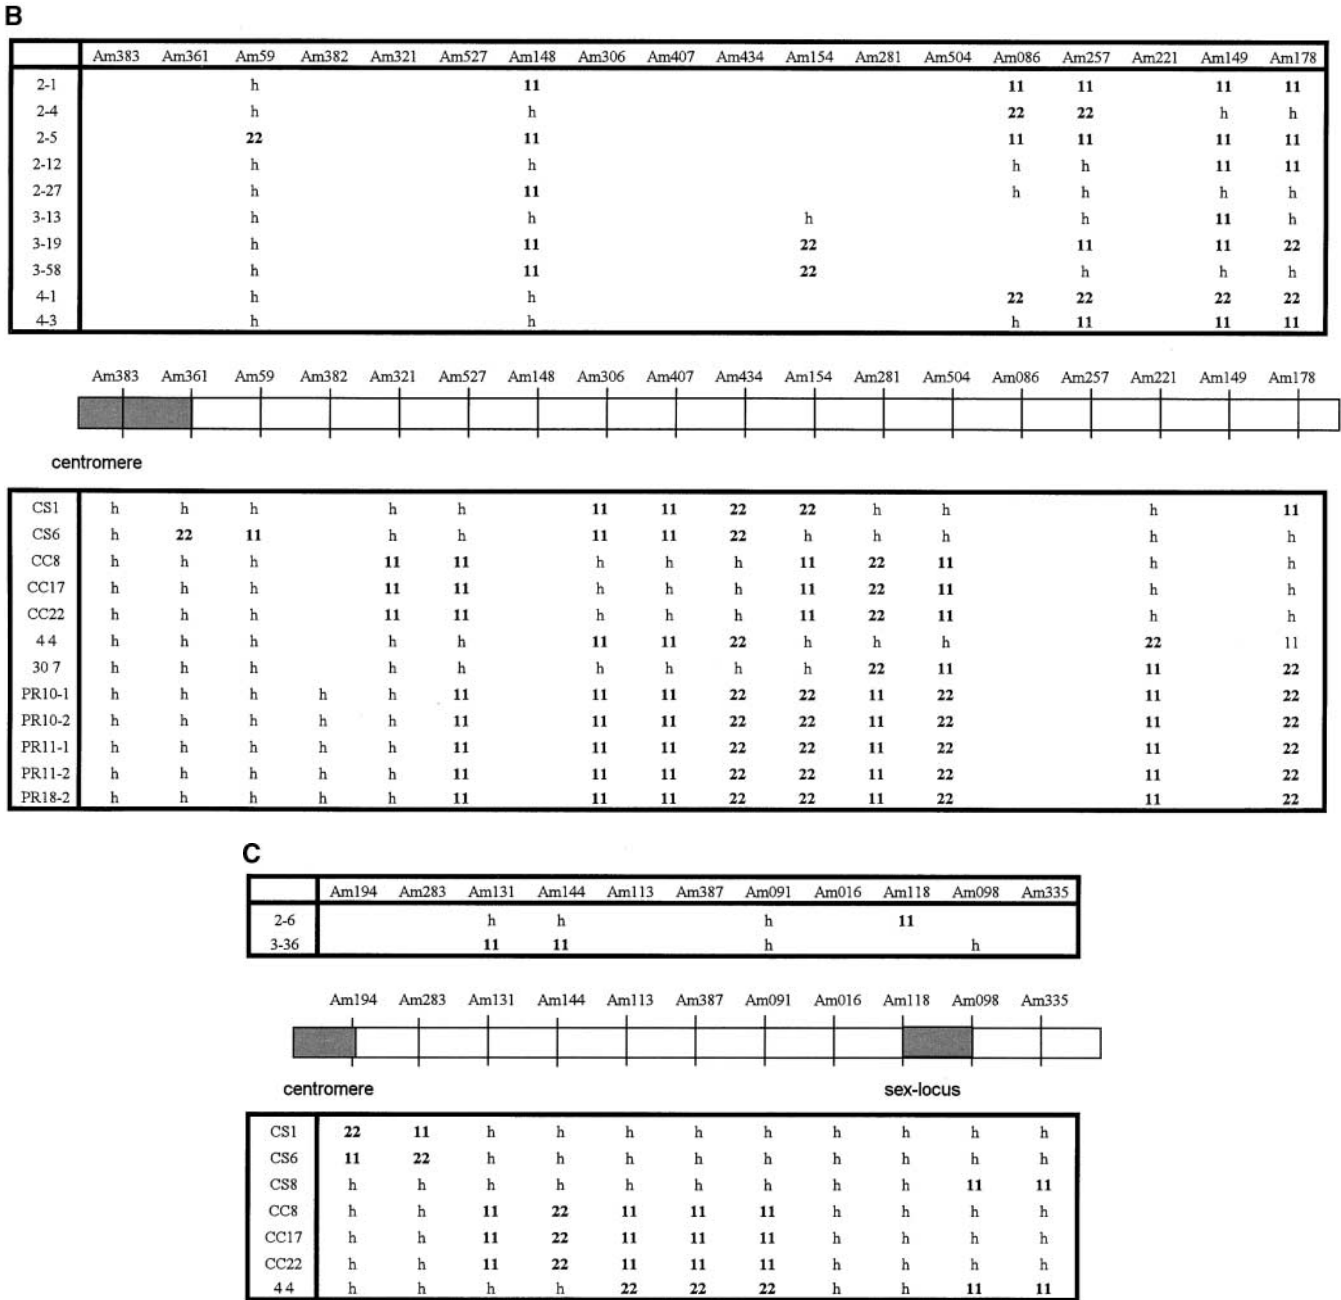 B
Am383 Am361 Am59 Am382 Am321 Am527 Am148 Am306 Am407 Am434 Am154 Am281 Am504 Am086 Am257 Am221 Am149 Am178
2-1 h 11 11 11 11 11
2-4 h h 22 22 h h
2-5 22 11 11 11 11 11
2-12 h h h h 11 11
2-27 h 11 h h h h
3-13 h h h h 11 h
3-19 h 11 22 11 11 22
3-58 h 11 22 h h h
4-1 h h 22 22 22 22
4-3 h h h 11 11 11
Am383 Am361 Am59 Am382 Am321 Am527 Am148 Am306 Am407 Am434 Am154 Am281 Am504 Am086 Am257 Am221 Am149 Am178
centromere
CS1 h h h h h 11 11 22 22 h h h 11
CS6 h 22 11 h h 11 11 22 h h h h h
CC8 h h h 11 11 h h h 11 22 11 h h
CC17 h h h 11 11 h h h 11 22 11 h h
CC22 h h h 11 11 h h h 11 22 11 h h
4 4 h h h h h 11 11 22 h h h 22 11
30 7 h h h h h h h h h 22 11 11 22
PR10-1 h h h h h 11 11 11 22 22 11 22 11 22
PR10-2 h h h h h 11 11 11 22 22 11 22 11 22
PR11-1 h h h h h 11 11 11 22 22 11 22 11 22
PR11-2 h h h h h 11 11 11 22 22 11 22 11 22
PR18-2 h h h h h 11 11 11 22 22 11 22 11 22
C
Am194 Am283 Am131 Am144 Am113 Am387 Am091 Am016 Am118 Am098 Am335
2-6 h h h 11
3-36 11 11 h h
Am194 Am283 Am131 Am144 Am113 Am387 Am091 Am016 Am118 Am098 Am335
centromere sex-locus
CS1 22 11 h h h h h h h h h
CS6 11 22 h h h h h h h h h
CS8 h h h h h h h h h 11 11
CC8 h h 11 22 11 11 11 h h h h
CC17 h h 11 22 11 11 11 h h h h
CC22 h h 11 22 11 11 11 h h h h
4 4 h h h h 22 22 22 h h 11 11